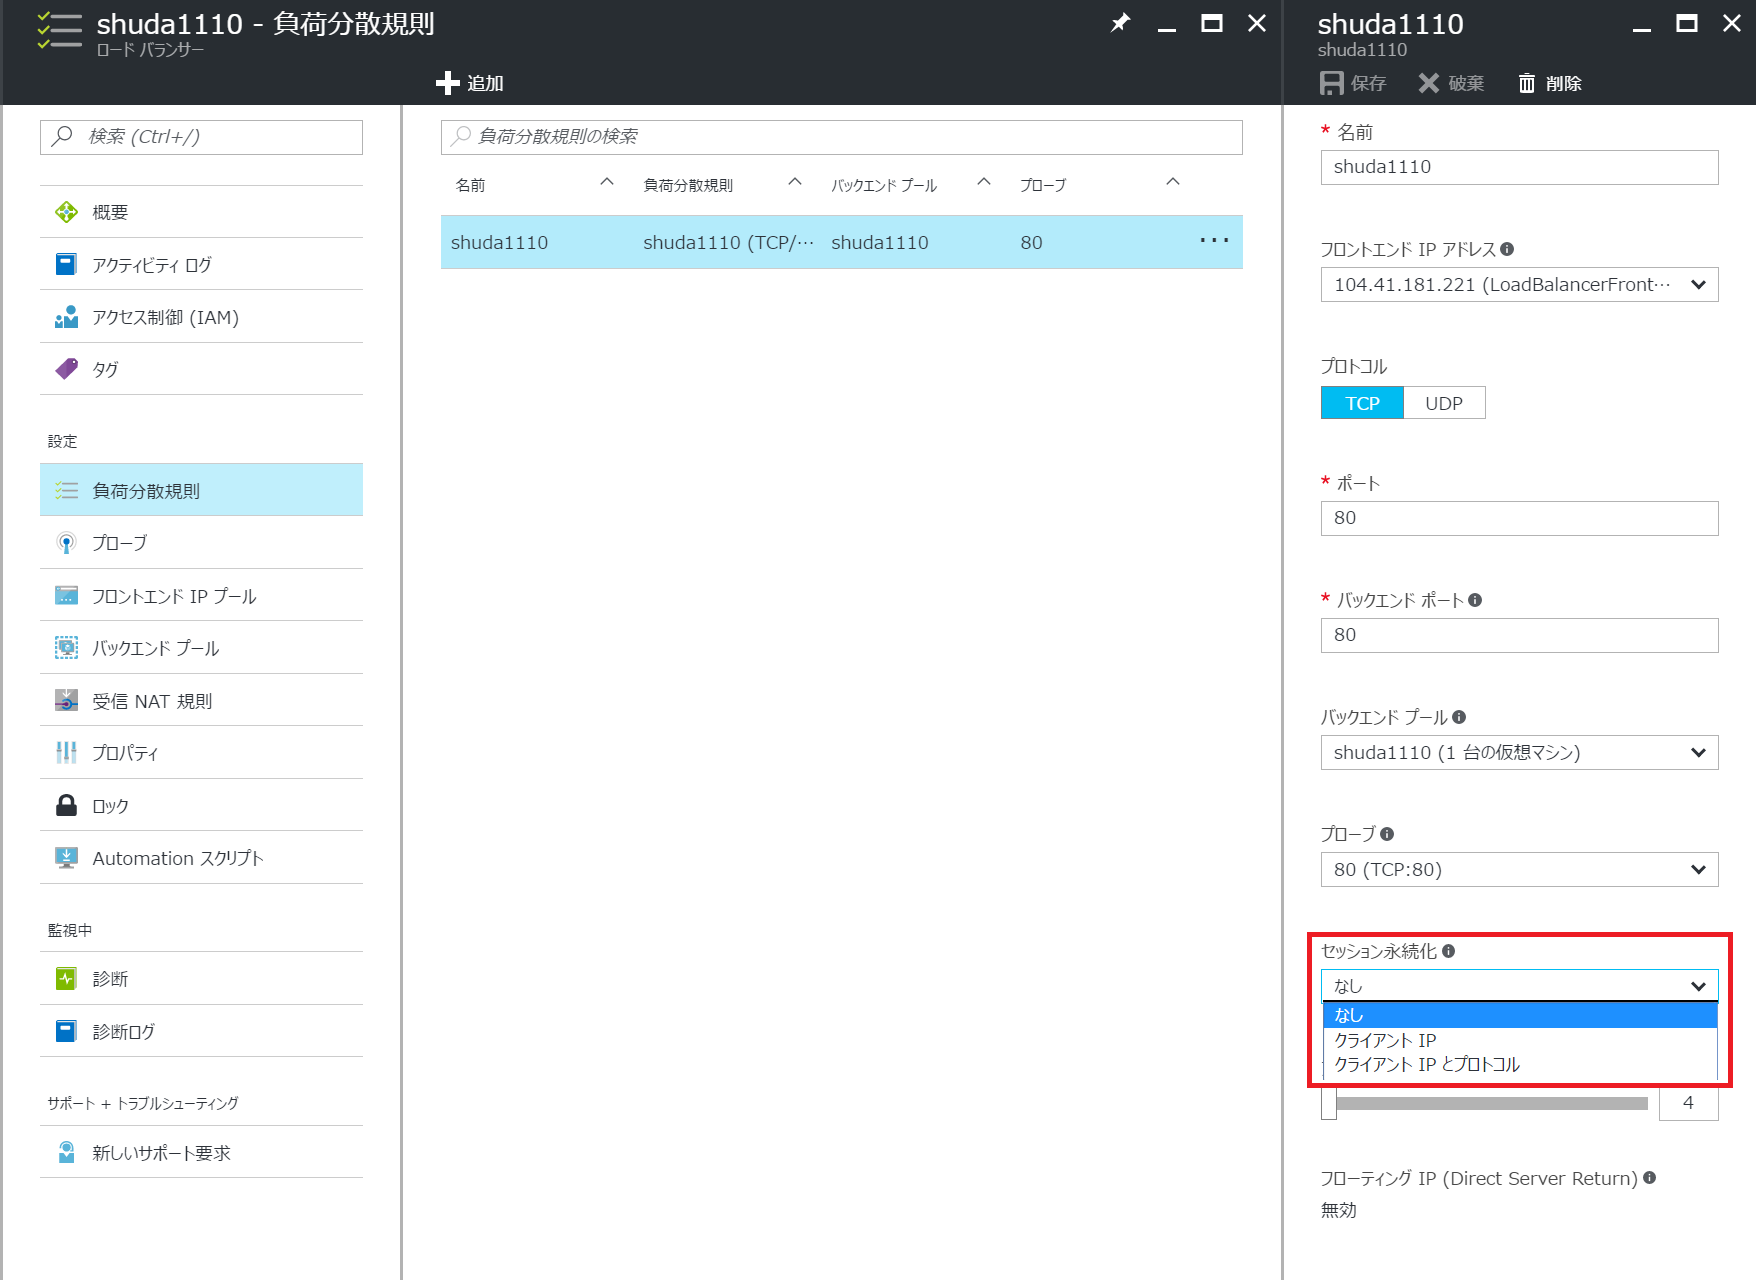 shuda1110 - 負荷分散規則
ロード バランサー
追加
検索 (Ctrl+/)
概要
アクティビティ ログ
アクセス制御 (IAM)
タグ
設定
負荷分散規則
プローブ
フロントエンド IP プール
バックエンド プール
受信 NAT 規則
プロパティ
ロック
Automation スクリプト
監視中
診断
診断ログ
サポート + トラブルシューティング
新しいサポート要求
負荷分散規則の検索
名前 負荷分散規則 バックエンド プール プローブ
shuda1110 shuda1110 (TCP/··· shuda1110 80 ···
shuda1110
shuda1110
保存 破棄 削除
* 名前
shuda1110
フロントエンド IP アドレス
104.41.181.221 (LoadBalancerFront···
プロトコル
TCP UDP
* ポート
80
* バックエンド ポート
80
バックエンド プール
shuda1110 (1 台の仮想マシン)
プローブ
80 (TCP:80)
セッション永続化
なし
なし
クライアント IP
クライアント IP とプロトコル
4
フローティング IP (Direct Server Return)
無効